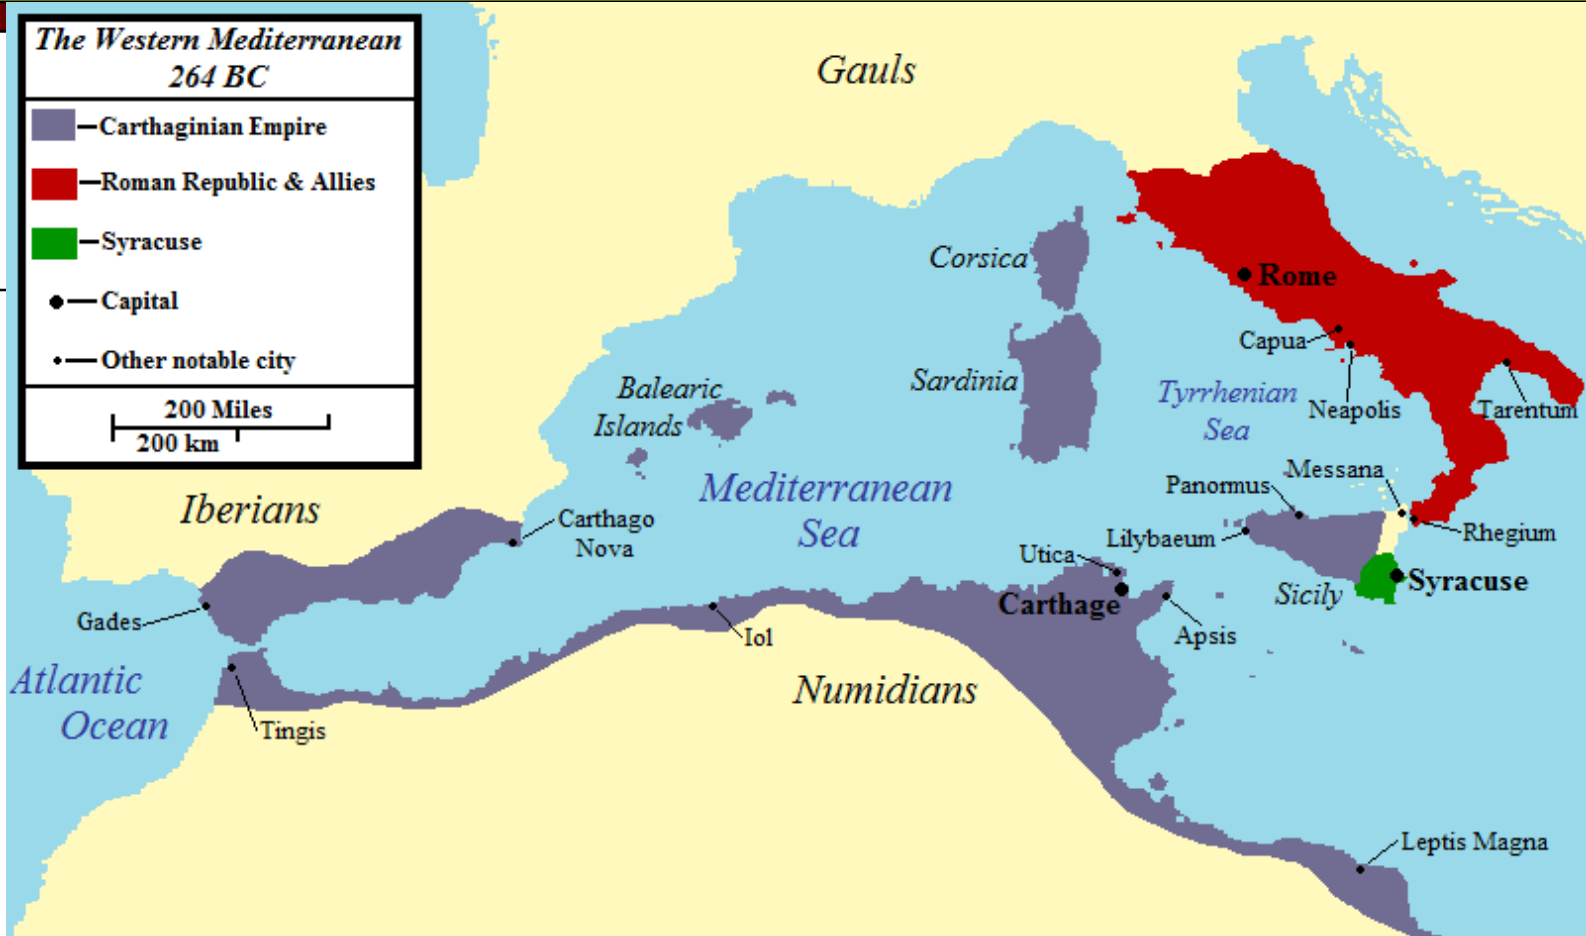 The Western Mediterranean
264 BC
Carthaginian Empire
Roman Republic & Allies
Syracuse
Capital
Other notable city
200 Miles
200 km
Gauls
Corsica
Rome
Capua
Sardinia
Balearic
Islands
Tyrrhenian
Sea
Neapolis
Tarentum
Messana
Panormus
Mediterranean
Sea
Iberians
Carthago
Nova
Lilybaeum
Rhegium
Utica
Carthage
Sicily
Syracuse
Gades
Iol
Apsis
Atlantic
Ocean
Numidians
Tingis
Leptis Magna